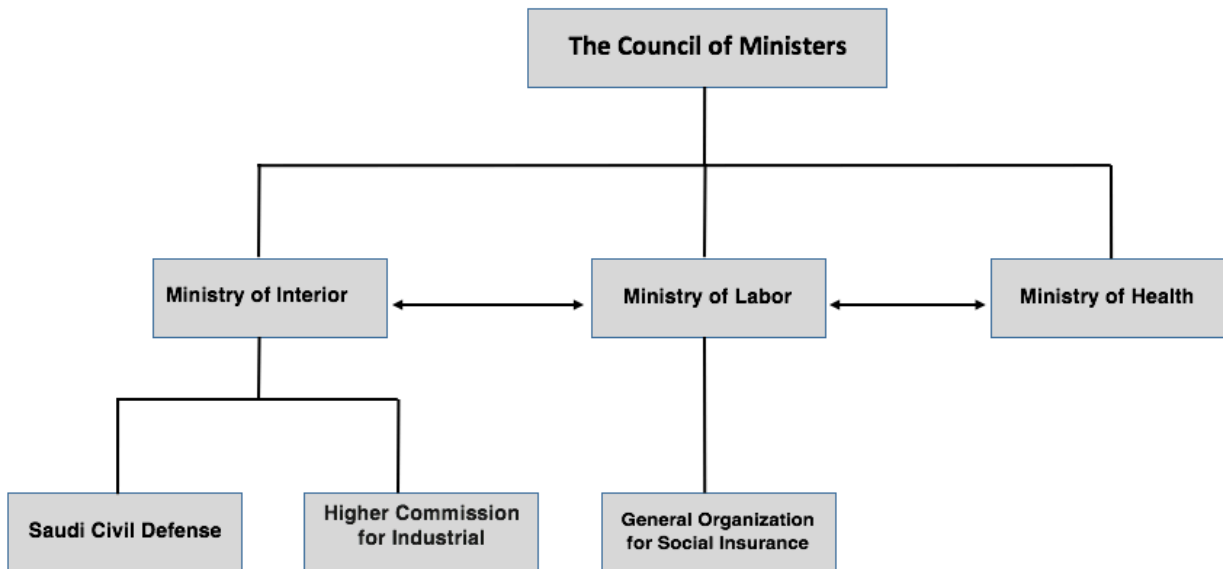 The Council of Ministers
Ministry of Interior
Ministry of Labor
Ministry of Health
Saudi Civil Defense
Higher Commission
for Industrial
General Organization
for Social Insurance